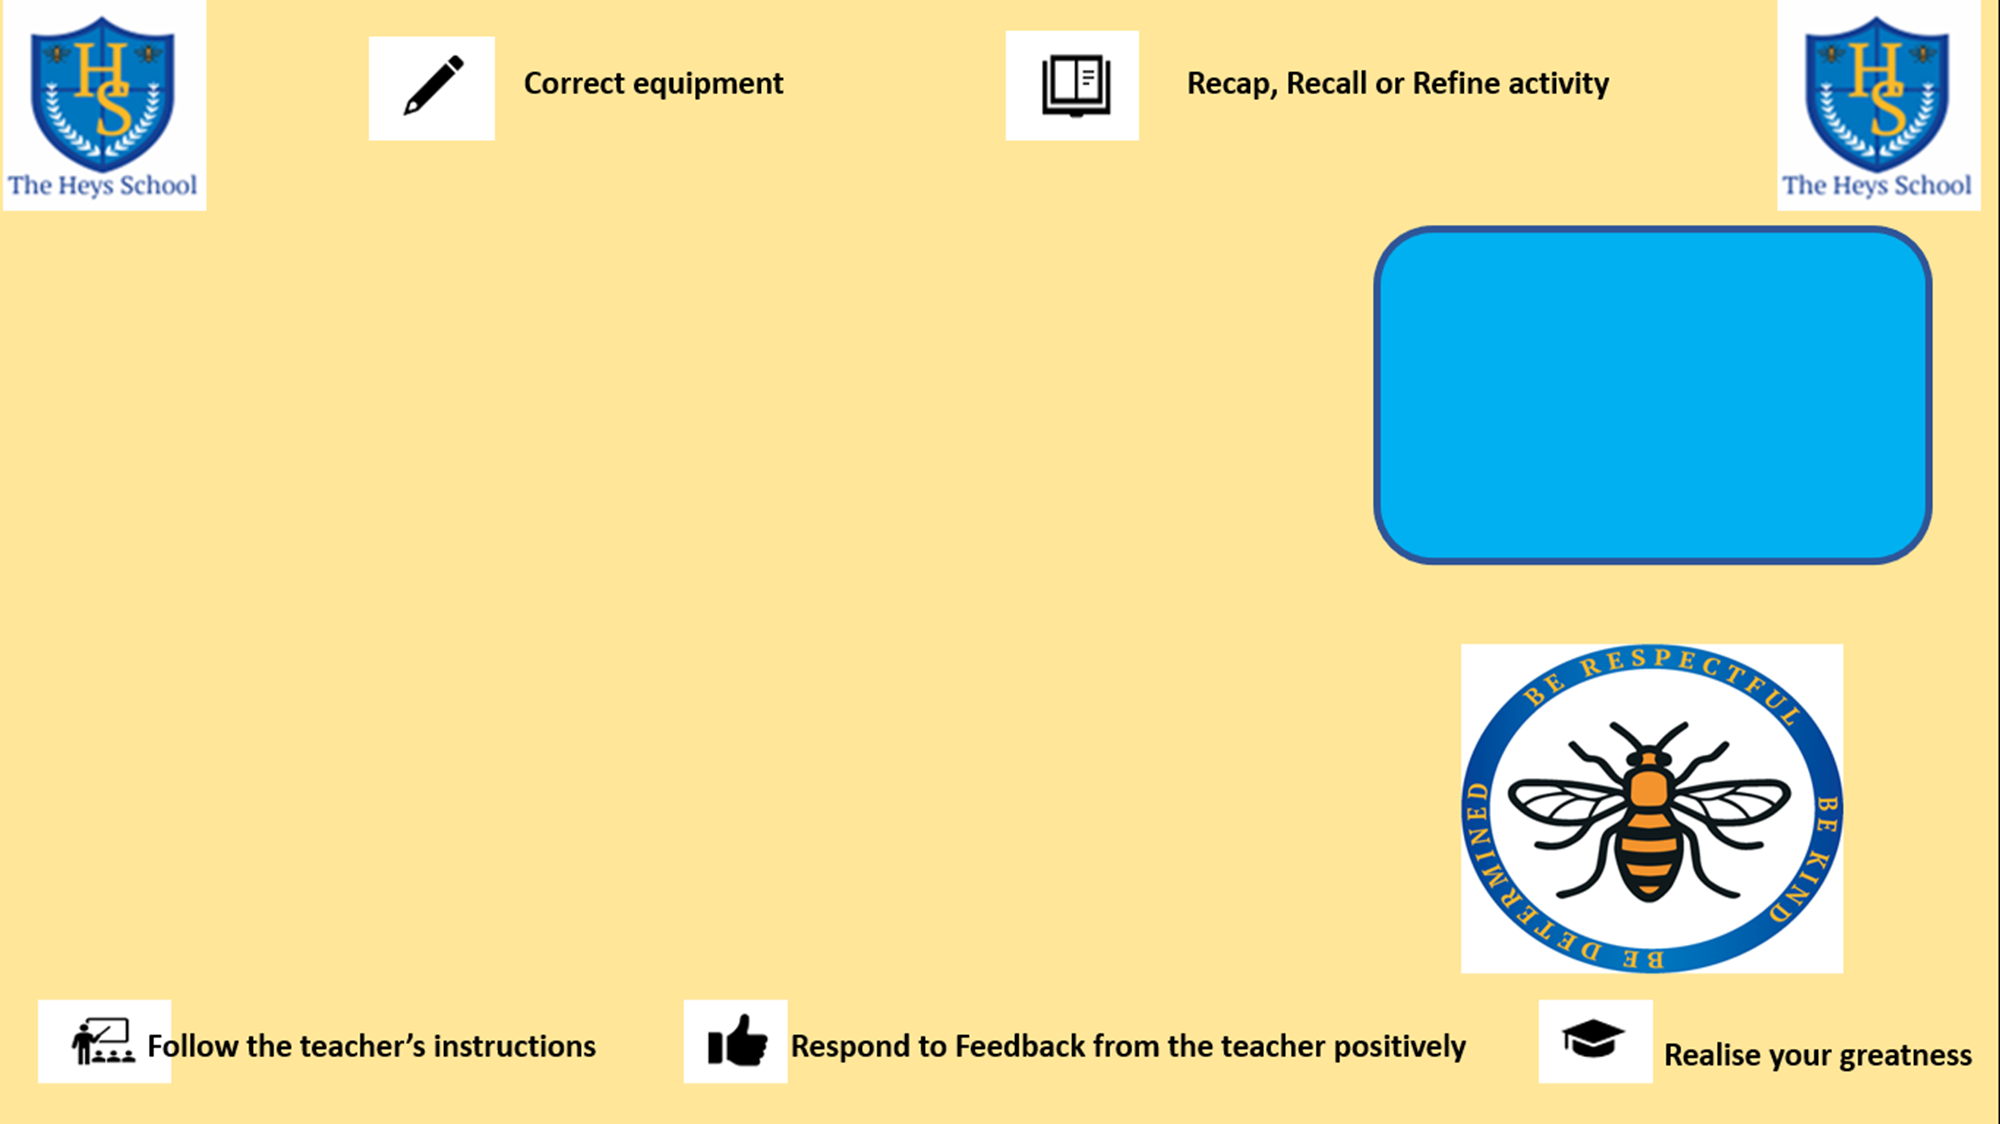 HS
The Heys School
Correct equipment
Recap, Recall or Refine activity
HS
The Heys School
BE RESPECTFUL
BE KIND
BE DETERMINED
Follow the teacher’s instructions
Respond to Feedback from the teacher positively
Realise your greatness